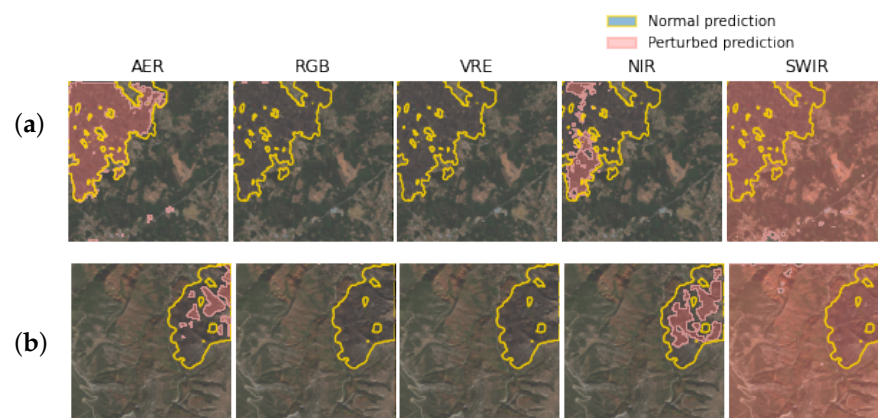 Normal prediction
Perturbed prediction
AER RGB VRE NIR SWIR
(a)
(b)